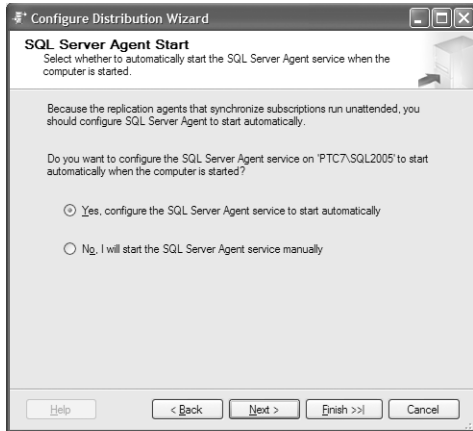 Configure Distribution Wizard
SQL Server Agent Start
Select whether to automatically start the SQL Server Agent service when the
computer is started.
Because the replication agents that synchronize subscriptions run unattended, you
should configure SQL Server Agent to start automatically.
Do you want to configure the SQL Server Agent service on 'PTC7\SQL2005' to start
automatically when the computer is started?
Yes, configure the SQL Server Agent service to start automatically
No, I will start the SQL Server Agent service manually
Help < Back Next > Finish >>| Cancel